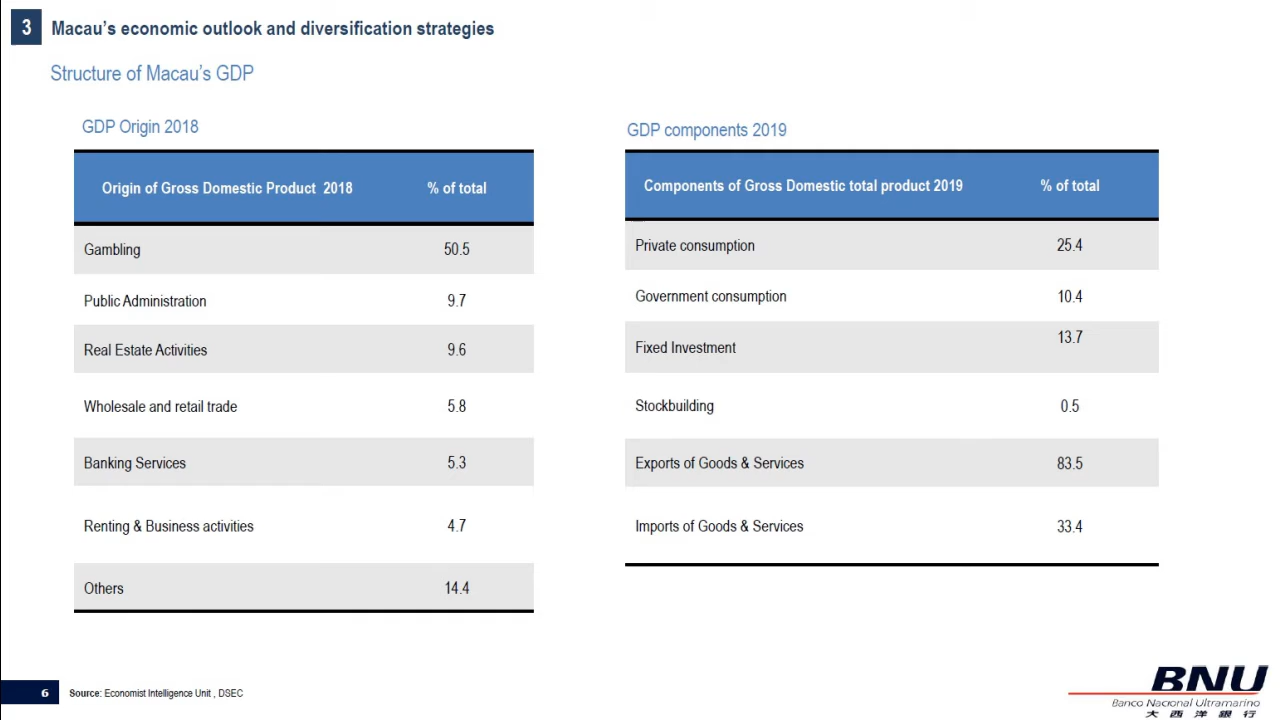 3 Macau's economic outlook and diversification strategies
Structure of Macau's GDP
GDP Origin 2018
Origin of Gross Domestic Product 2018 % of total
Gambling 50.5
Public Administration 9.7
Real Estate Activities 9.6
Wholesale and retail trade 5.8
Banking Services 5.3
Renting & Business activities 4.7
Others 14.4
GDP components 2019
Components of Gross Domestic total product 2019 % of total
Private consumption 25.4
Government consumption 10.4
Fixed Investment 13.7
Stockbuilding 0.5
Exports of Goods & Services 83.5
Imports of Goods & Services 33.4
6 Source: Economist Intelligence Unit , DSEC
BNU
Banco Nacional Ultramarino
大西洋銀行